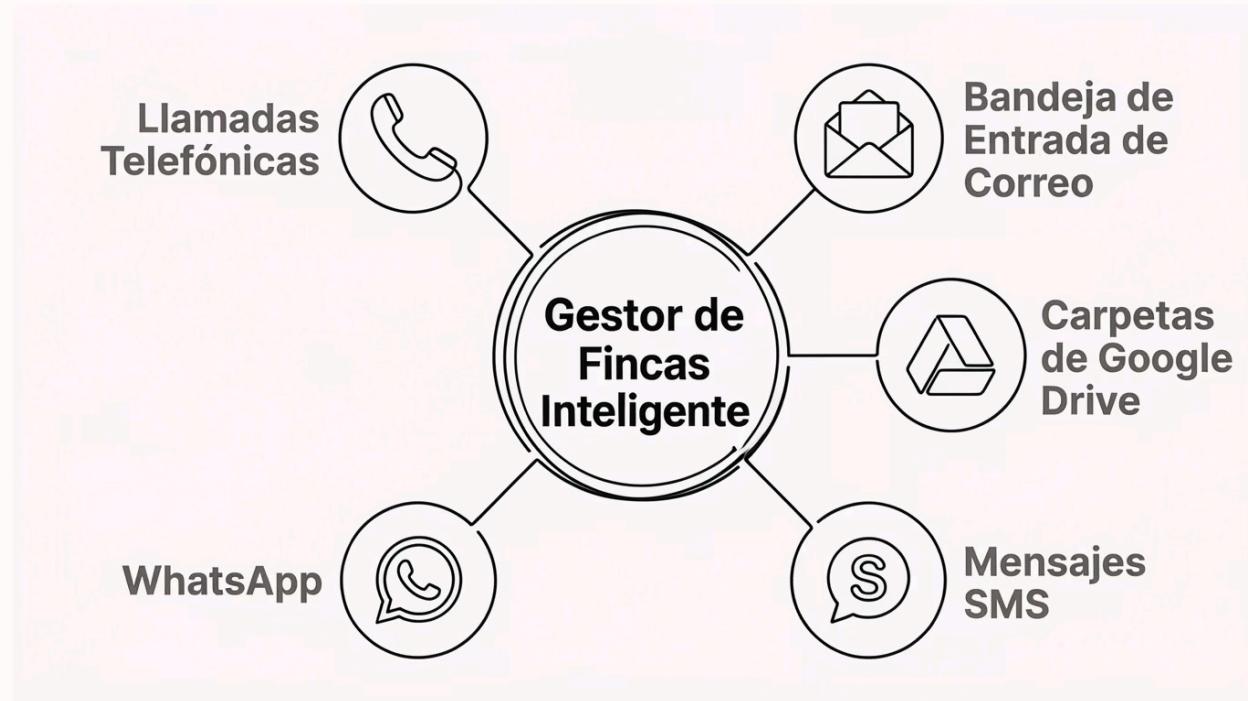 Llamadas
Telefónicas
Bandeja de
Entrada de
Correo
Gestor de
Fincas
Inteligente
Carpetas
de Google
Drive
WhatsApp
S
Mensajes
SMS